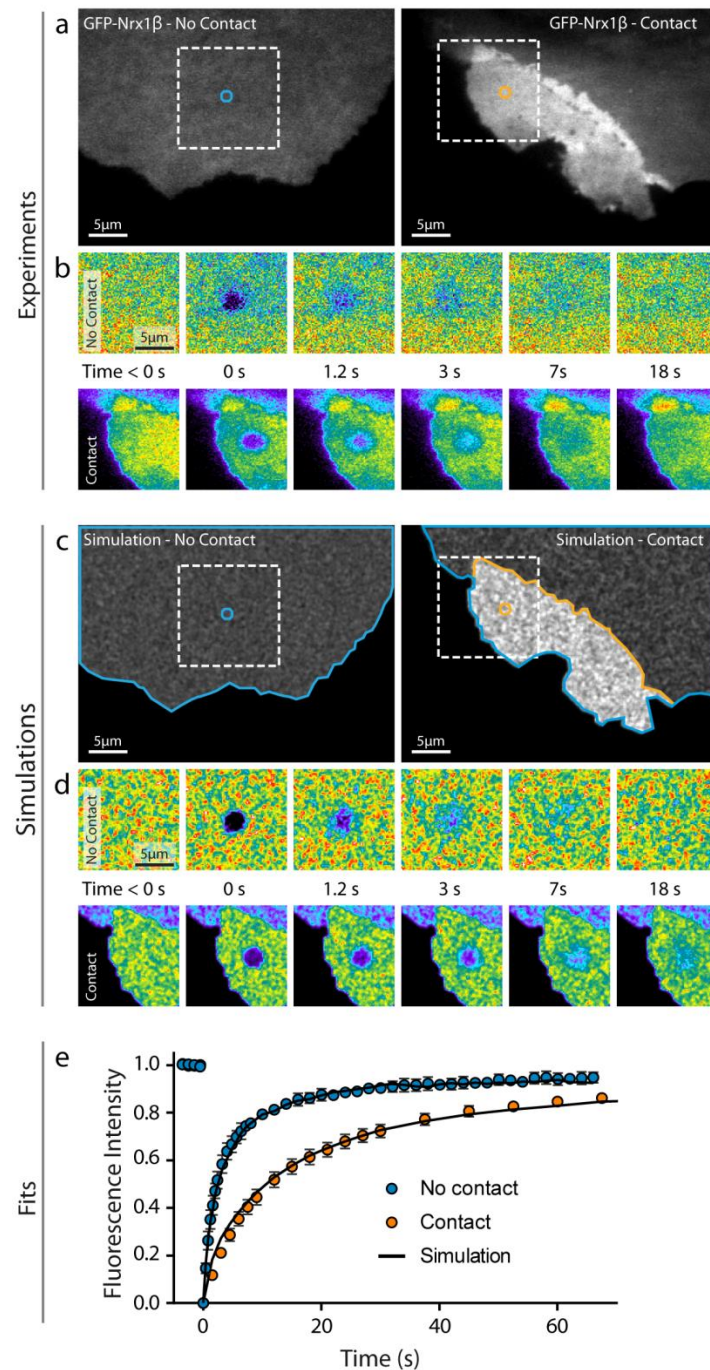 a
GFP-Nrx1β - No Contact
GFP-Nrx1β - Contact
5μm
5μm
Experiments
b
No Contact
5μm
Time < 0 s 0 s 1.2 s 3 s 7s 18 s
Contact
c
Simulation - No Contact
Simulation - Contact
5μm
5μm
Simulations
d
No Contact
5μm
Time < 0 s 0 s 1.2 s 3 s 7s 18 s
Contact
e
Fits
Fluorescence Intensity
1.0
0.8
0.6
0.4
0.2
0.0
No contact
Contact
Simulation
0 20 40 60
Time (s)